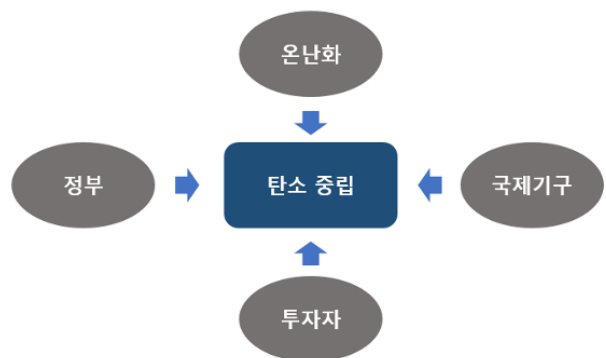 온난화
정부
탄소 중립
국제기구
투자자